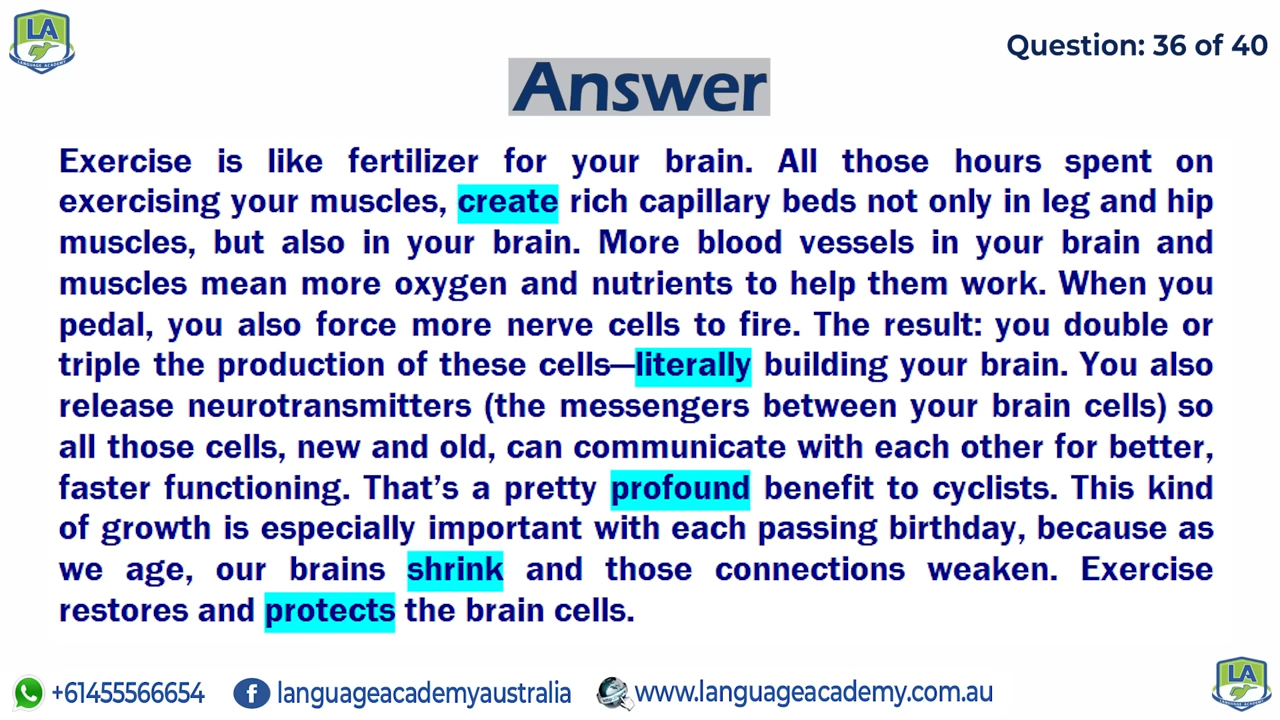 LA
LANGUAGE ACADEMY
Question: 36 of 40
Answer
Exercise is like fertilizer for your brain. All those hours spent on
exercising your muscles, create rich capillary beds not only in leg and hip
muscles, but also in your brain. More blood vessels in your brain and
muscles mean more oxygen and nutrients to help them work. When you
pedal, you also force more nerve cells to fire. The result: you double or
triple the production of these cells—literally building your brain. You also
release neurotransmitters (the messengers between your brain cells) so
all those cells, new and old, can communicate with each other for better,
faster functioning. That's a pretty profound benefit to cyclists. This kind
of growth is especially important with each passing birthday, because as
we age, our brains shrink and those connections weaken. Exercise
restores and protects the brain cells.
+61455566654
languageacademyaustralia
www.languageacademy.com.au
LA
LANGUAGE ACADEMY